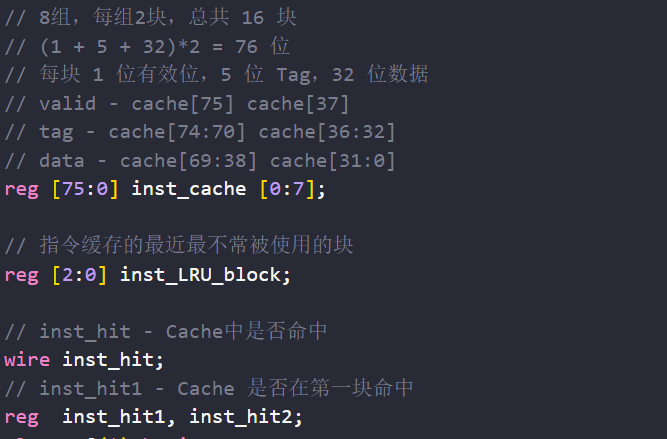 // 8组，每组2块，总共 16 块
// (1 + 5 + 32)*2 = 76 位
// 每块 1 位有效位，5 位 Tag，32 位数据
// valid - cache[75] cache[37]
// tag - cache[74:70] cache[36:32]
// data - cache[69:38] cache[31:0]
reg [75:0] inst_cache [0:7];
// 指令缓存的最近最不常被使用的块
reg [2:0] inst_LRU_block;
// inst_hit - Cache中是否命中
wire inst_hit;
// inst_hit1 - Cache 是否在第一块命中
reg  inst_hit1, inst_hit2;